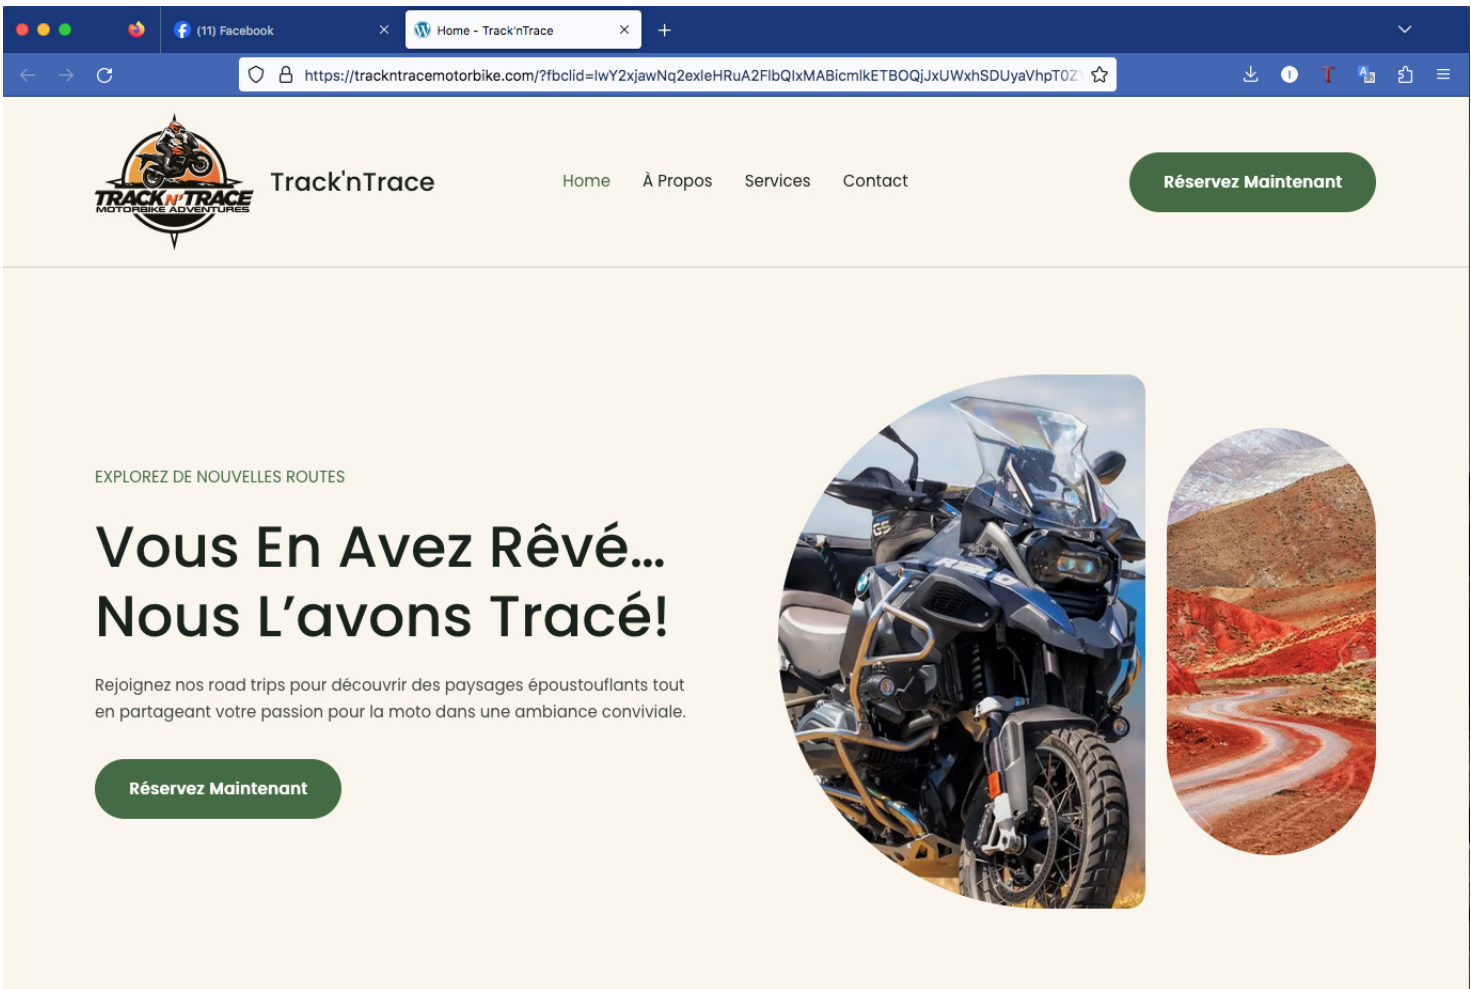 (11) Facebook
Home - Track'nTrace
https://trackntracemotorbike.com/?fbclid=IwY2xjawNq2exleHRuA2FlbQIxMABicmlkETBOQjJxUWxhSDUyaVhpT0ZY
TRACK N' TRACE
MOTORBIKE ADVENTURES
Track'nTrace
Home
À Propos
Services
Contact
Réservez Maintenant
EXPLOREZ DE NOUVELLES ROUTES
Vous En Avez Rêvé...
Nous L’avons Tracé!
Rejoignez nos road trips pour découvrir des paysages époustouflants tout
en partageant votre passion pour la moto dans une ambiance conviviale.
Réservez Maintenant
GS